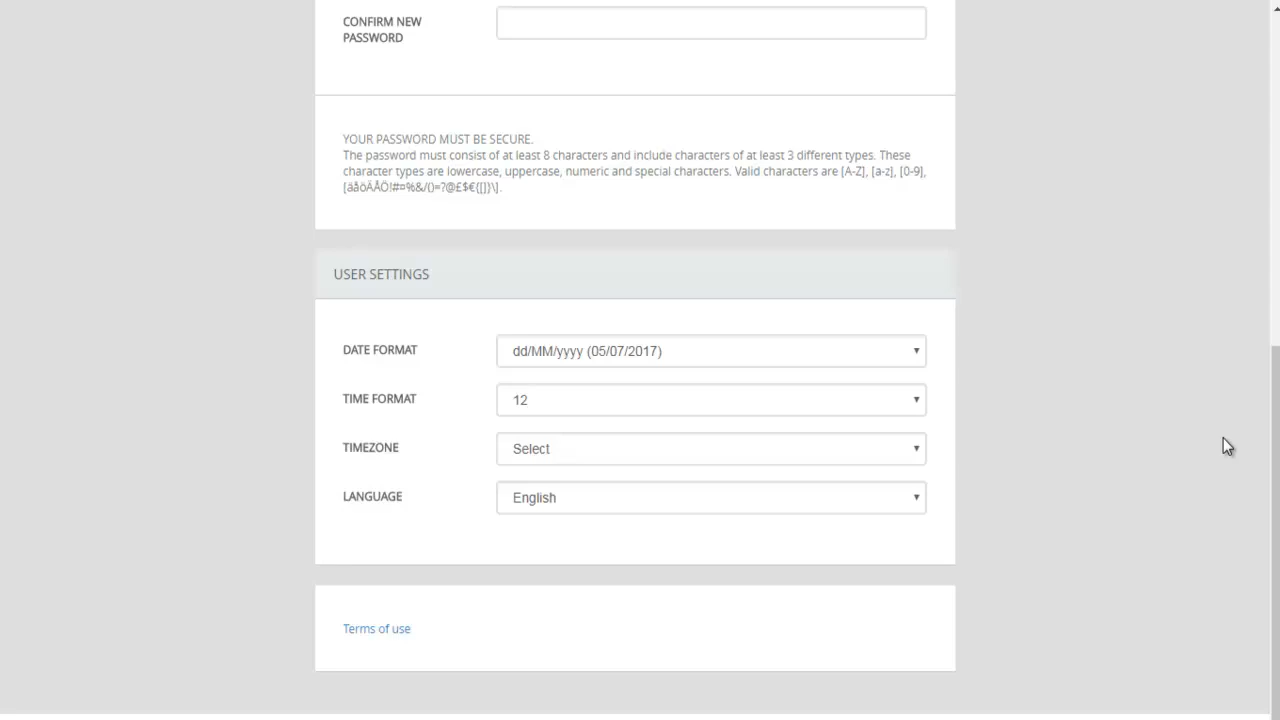 CONFIRM NEW
PASSWORD
YOUR PASSWORD MUST BE SECURE.
The password must consist of at least 8 characters and include characters of at least 3 different types. These
character types are lowercase, uppercase, numeric and special characters. Valid characters are [A-Z], [a-z], [0-9],
[äåöÄÅÖ!#¤%&/()=?@£$€{[]}\].
USER SETTINGS
DATE FORMAT
dd/MM/yyyy (05/07/2017)
TIME FORMAT
12
TIMEZONE
Select
LANGUAGE
English
Terms of use